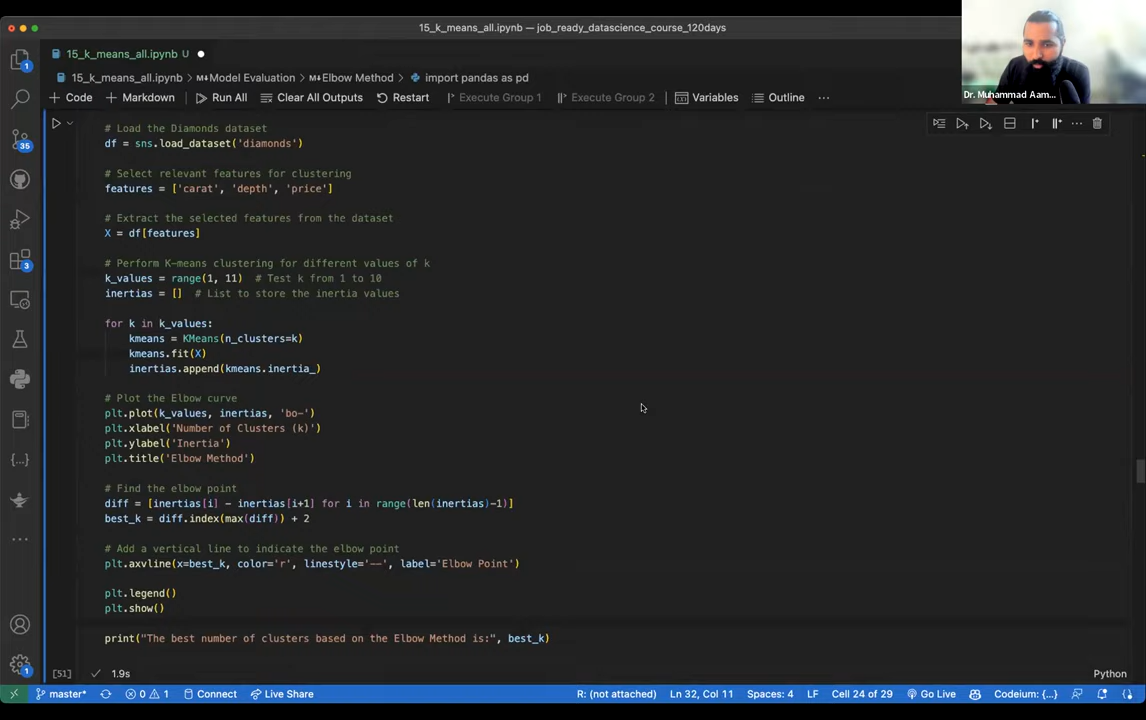 15_k_means_all.ipynb — job_ready_datascience_course_120days
15_k_means_all.ipynb U
15_k_means_all.ipynb > Model Evaluation > Elbow Method > import pandas as pd
+ Code + Markdown Run All Clear All Outputs Restart Execute Group 1 Execute Group 2 Variables Outline ...
Dr. Muhammad Aam...
# Load the Diamonds dataset
df = sns.load_dataset('diamonds')
# Select relevant features for clustering
features = ['carat', 'depth', 'price']
# Extract the selected features from the dataset
X = df[features]
# Perform K-means clustering for different values of k
k_values = range(1, 11)  # Test k from 1 to 10
inertias = []  # List to store the inertia values
for k in k_values:
    kmeans = KMeans(n_clusters=k)
    kmeans.fit(X)
    inertias.append(kmeans.inertia_)
# Plot the Elbow curve
plt.plot(k_values, inertias, 'bo-')
plt.xlabel('Number of Clusters (k)')
plt.ylabel('Inertia')
plt.title('Elbow Method')
# Find the elbow point
diff = [inertias[i] - inertias[i+1] for i in range(len(inertias)-1)]
best_k = diff.index(max(diff)) + 2
# Add a vertical line to indicate the elbow point
plt.axvline(x=best_k, color='r', linestyle='--', label='Elbow Point')
plt.legend()
plt.show()
print("The best number of clusters based on the Elbow Method is:", best_k)
[51] ✓ 1.9s Python
1
35
3
1
master* 0 1 Connect Live Share R: (not attached) Ln 32, Col 11 Spaces: 4 LF Cell 24 of 29 Go Live Codeium: {...}